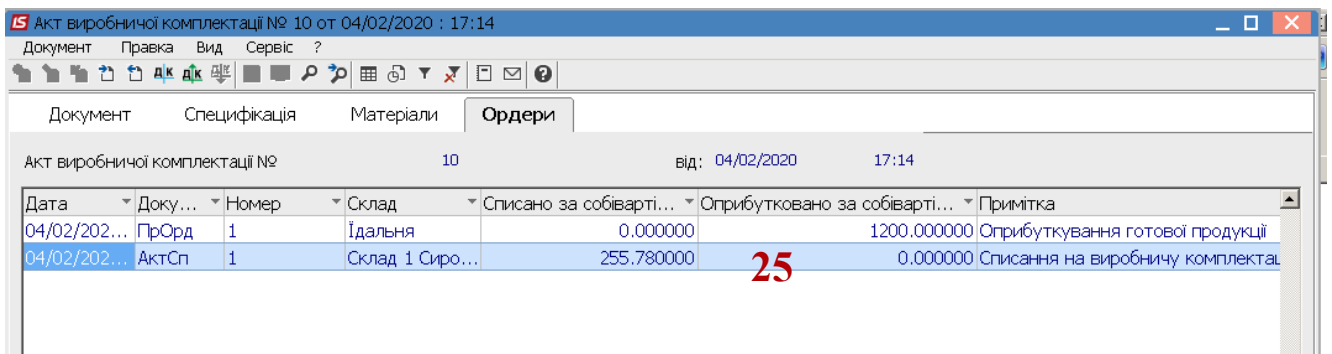 Акт виробничої комплектації № 10 от 04/02/2020 : 17:14
Документ Правка Вид Сервіс ?
Документ Специфікація Матеріали Ордери
Акт виробничої комплектації № 10 від: 04/02/2020 17:14
Дата Доку... Номер Склад Списано за собіварті... Оприбутковано за собіварті... Примітка
04/02/202... ПрОрд 1 Їдальня 0.000000 1200.000000 Оприбуткування готової продукції
04/02/202... АктСп 1 Склад 1 Сиро... 255.780000 0.000000 Списання на виробничу комплектац
25